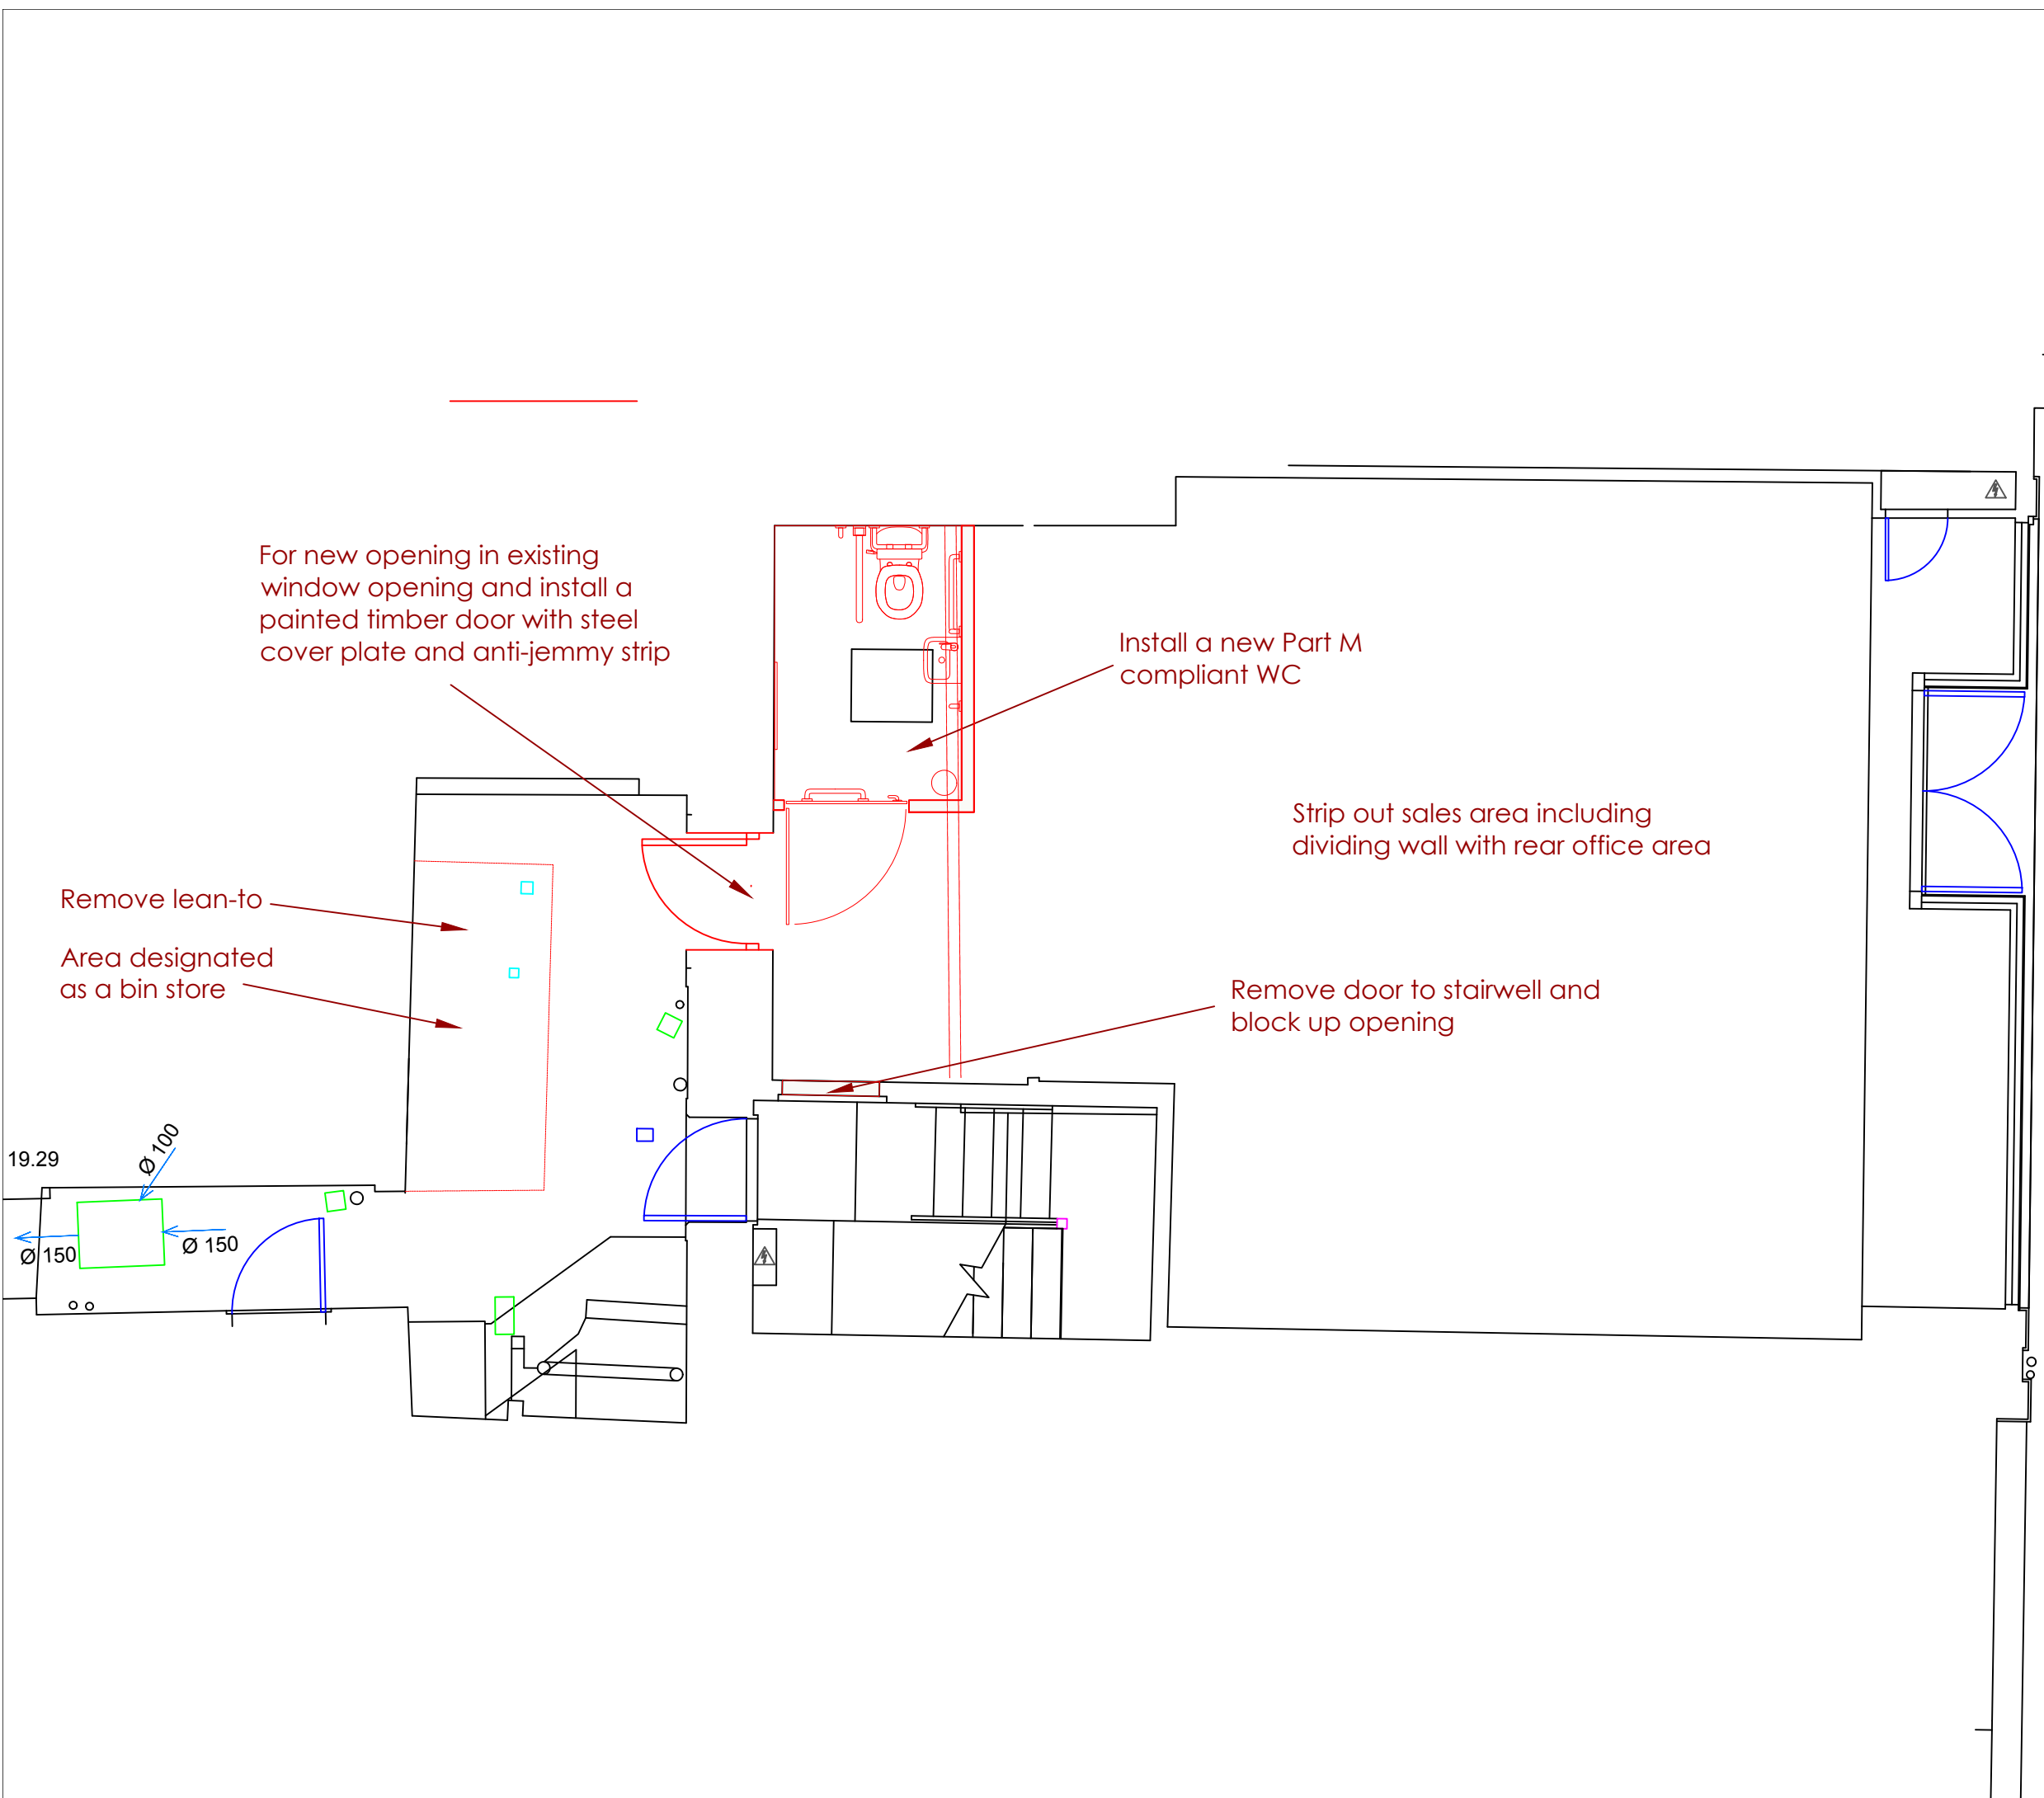 For new opening in existing
window opening and install a
painted timber door with steel
cover plate and anti-jemmy strip
Install a new Part M
compliant WC
Strip out sales area including
dividing wall with rear office area
Remove lean-to
Area designated
as a bin store
Remove door to stairwell and
block up opening
19.29
Ø 100
Ø 150
Ø 150